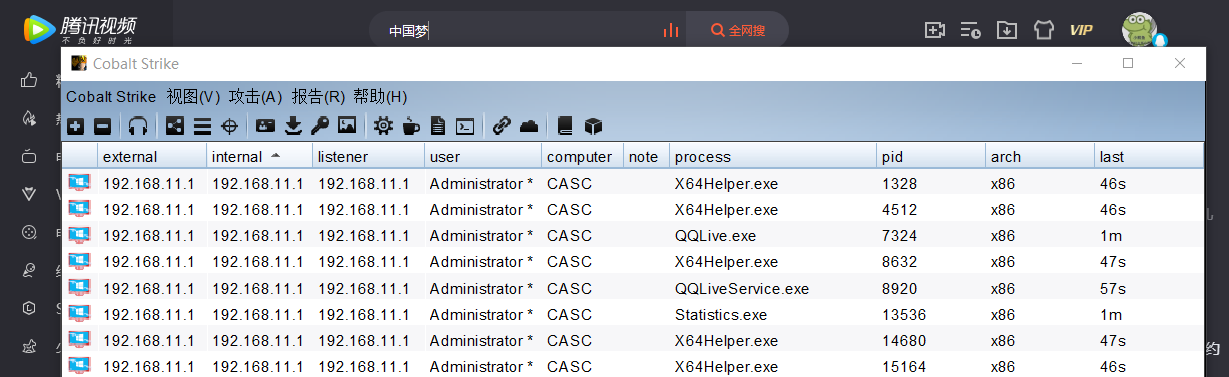 腾讯视频
不负好时光
中国梦
全网搜
VIP
Cobalt Strike
Cobalt Strike 视图(V) 攻击(A) 报告(R) 帮助(H)
external internal listener user computer note process pid arch last
192.168.11.1 192.168.11.1 192.168.11.1 Administrator * CASC X64Helper.exe 1328 x86 46s
192.168.11.1 192.168.11.1 192.168.11.1 Administrator * CASC X64Helper.exe 4512 x86 46s
192.168.11.1 192.168.11.1 192.168.11.1 Administrator * CASC QQLive.exe 7324 x86 1m
192.168.11.1 192.168.11.1 192.168.11.1 Administrator * CASC X64Helper.exe 8632 x86 47s
192.168.11.1 192.168.11.1 192.168.11.1 Administrator * CASC QQLiveService.exe 8920 x86 57s
192.168.11.1 192.168.11.1 192.168.11.1 Administrator * CASC Statistics.exe 13536 x86 1m
192.168.11.1 192.168.11.1 192.168.11.1 Administrator * CASC X64Helper.exe 14680 x86 47s
192.168.11.1 192.168.11.1 192.168.11.1 Administrator * CASC X64Helper.exe 15164 x86 46s
约